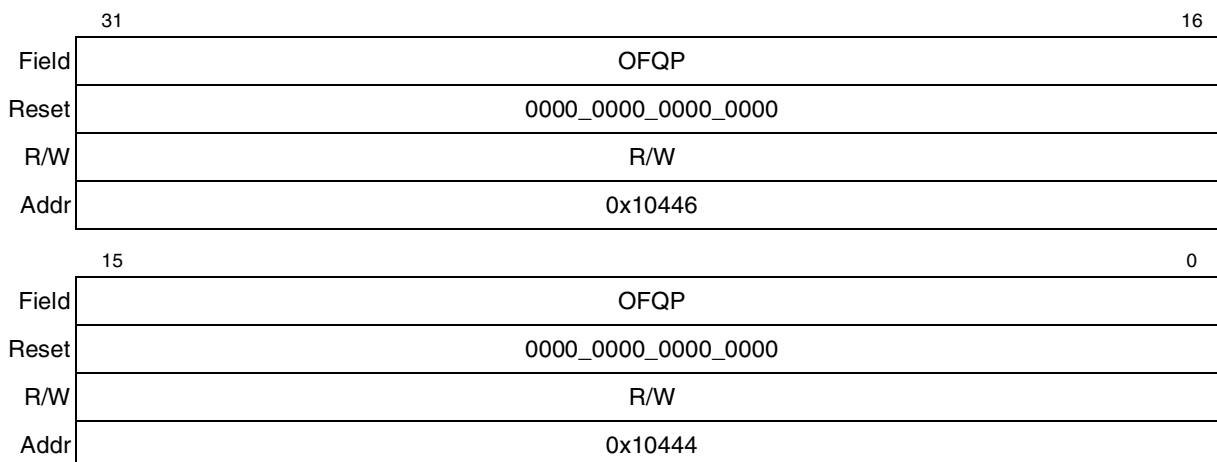 31 16
Field OFQP
Reset 0000_0000_0000_0000
R/W R/W
Addr 0x10446
15 0
Field OFQP
Reset 0000_0000_0000_0000
R/W R/W
Addr 0x10444